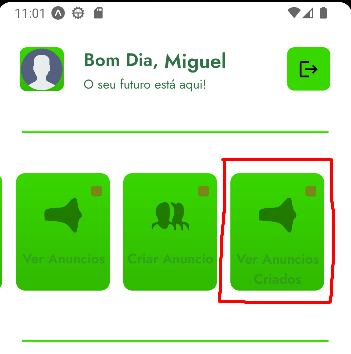 11:01
Bom Dia, Miguel
O seu futuro está aqui!
Ver Anuncios
Criar Anuncio
Ver Anuncios
Criados